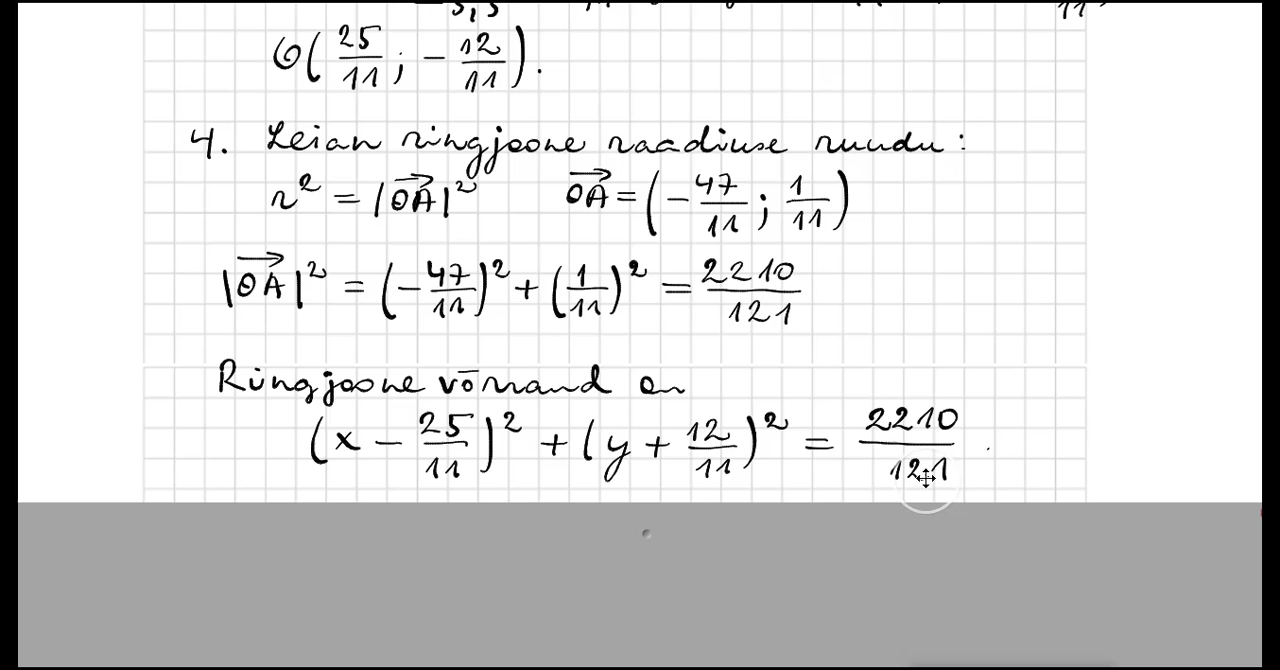 O(25/11; -12/11).
4. Leian ringjoone raadiuse ruudu:
r² = |OA|² OA = (-47/11; 1/11)
|OA|² = (-47/11)² + (1/11)² = 2210/121
Ringjoone võrrand on
(x - 25/11)² + (y + 12/11)² = 2210/121.